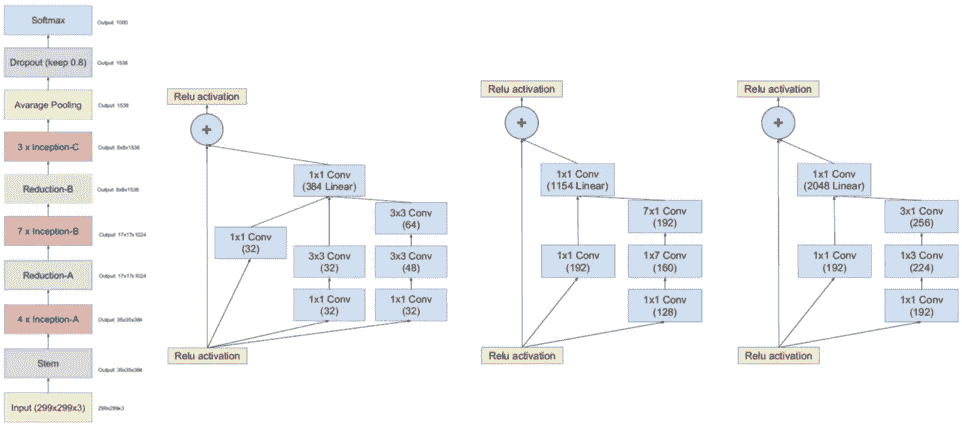 Softmax
Output: 1000
Dropout (keep 0.8)
Output: 1536
Avarage Pooling
Output: 1536
3 x Inception-C
Output: 8x8x1536
Reduction-B
Output: 8x8x1536
7 x Inception-B
Output: 17x17x1024
Reduction-A
Output: 17x17x1024
4 x Inception-A
Output: 35x35x384
Stem
Output: 35x35x384
Input (299x299x3)
299x299x3
Relu activation
+
1x1 Conv
(384 Linear)
3x3 Conv
(64)
1x1 Conv
(32)
3x3 Conv
(32)
3x3 Conv
(48)
1x1 Conv
(32)
1x1 Conv
(32)
Relu activation
Relu activation
+
1x1 Conv
(1154 Linear)
7x1 Conv
(192)
1x1 Conv
(192)
1x7 Conv
(160)
1x1 Conv
(128)
Relu activation
Relu activation
+
1x1 Conv
(2048 Linear)
3x1 Conv
(256)
1x1 Conv
(192)
1x3 Conv
(224)
1x1 Conv
(192)
Relu activation